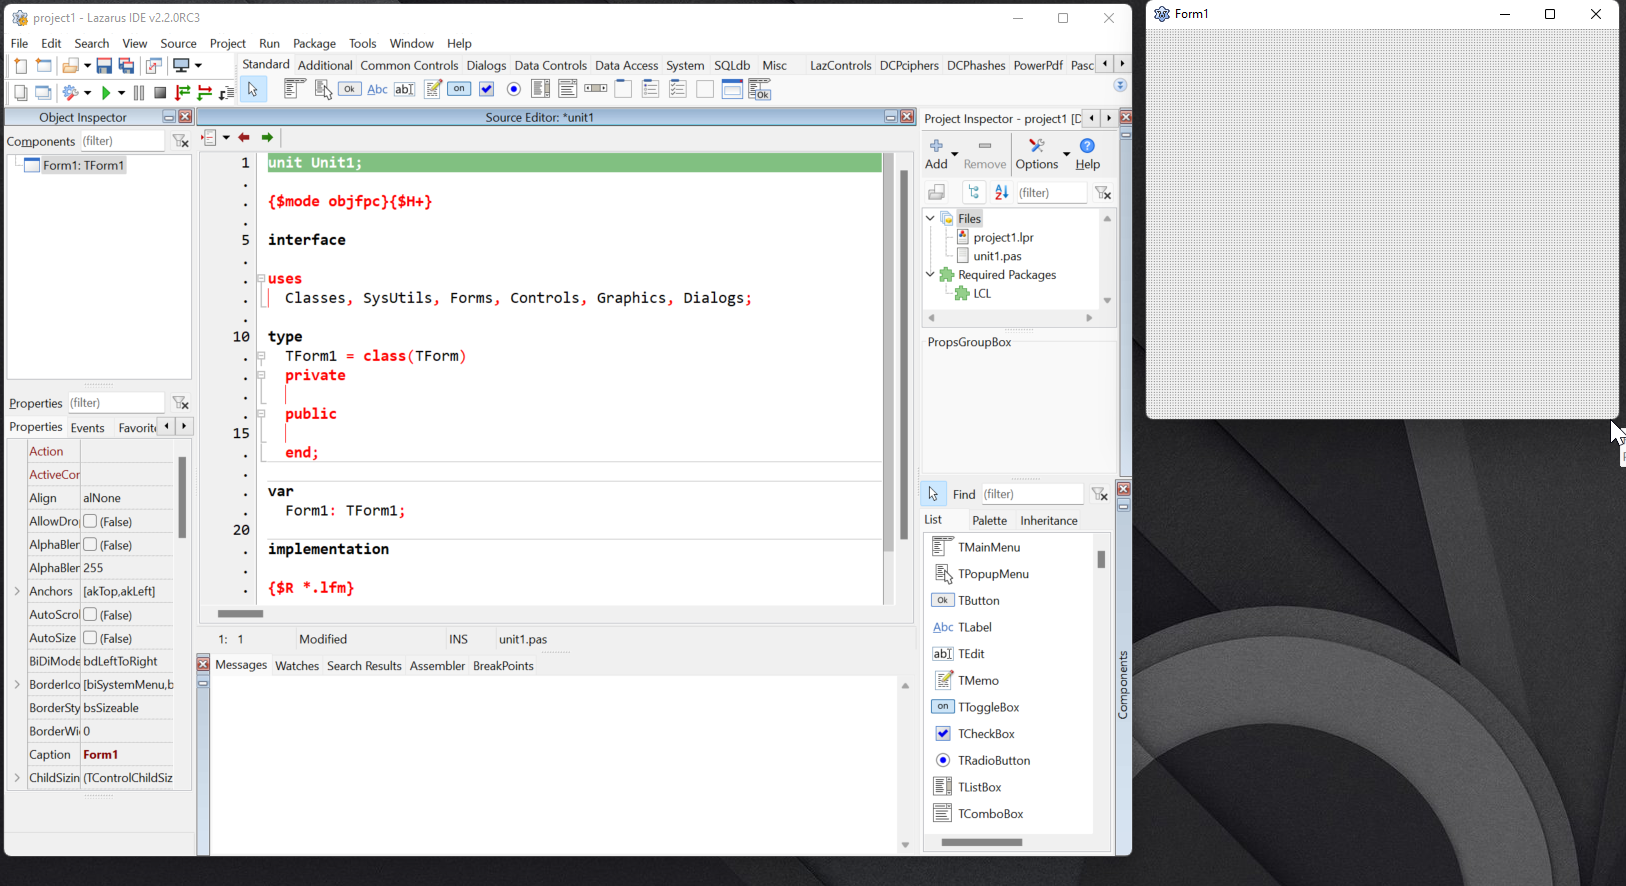 project1 - Lazarus IDE v2.2.0RC3
File Edit Search View Source Project Run Package Tools Window Help
Standard Additional Common Controls Dialogs Data Controls Data Access System SQLdb Misc LazControls DCPciphers DCPhashes PowerPdf Pasc
Ok Abc ab on Ok
Object Inspector
Components (filter)
Form1: TForm1
Properties (filter)
Properties Events Favorite
Action
ActiveCor
Align alNone
AllowDro (False)
AlphaBler (False)
AlphaBler 255
Anchors [akTop,akLeft]
AutoScro (False)
AutoSize (False)
BiDiMode bdLeftToRight
BorderIco [biSystemMenu,b
BorderSty bsSizeable
BorderWi 0
Caption Form1
ChildSizin (TControlChildSiz
Source Editor: *unit1
1 unit Unit1;
.
. {$mode objfpc}{$H+}
.
5 interface
.
. uses
. Classes, SysUtils, Forms, Controls, Graphics, Dialogs;
.
10 type
. TForm1 = class(TForm)
. private
.
. public
15
. end;
.
. var
. Form1: TForm1;
20
. implementation
.
. {$R *.lfm}
1: 1 Modified INS unit1.pas
Messages Watches Search Results Assembler BreakPoints
Project Inspector - project1 [D
Add Remove Options Help
(filter)
Files
project1.lpr
unit1.pas
Required Packages
LCL
PropsGroupBox
Find (filter)
List Palette Inheritance
TMainMenu
TPopupMenu
Ok TButton
Abc TLabel
ab TEdit
TMemo
on TToggleBox
TCheckBox
TRadioButton
TListBox
TComboBox
Components
Form1